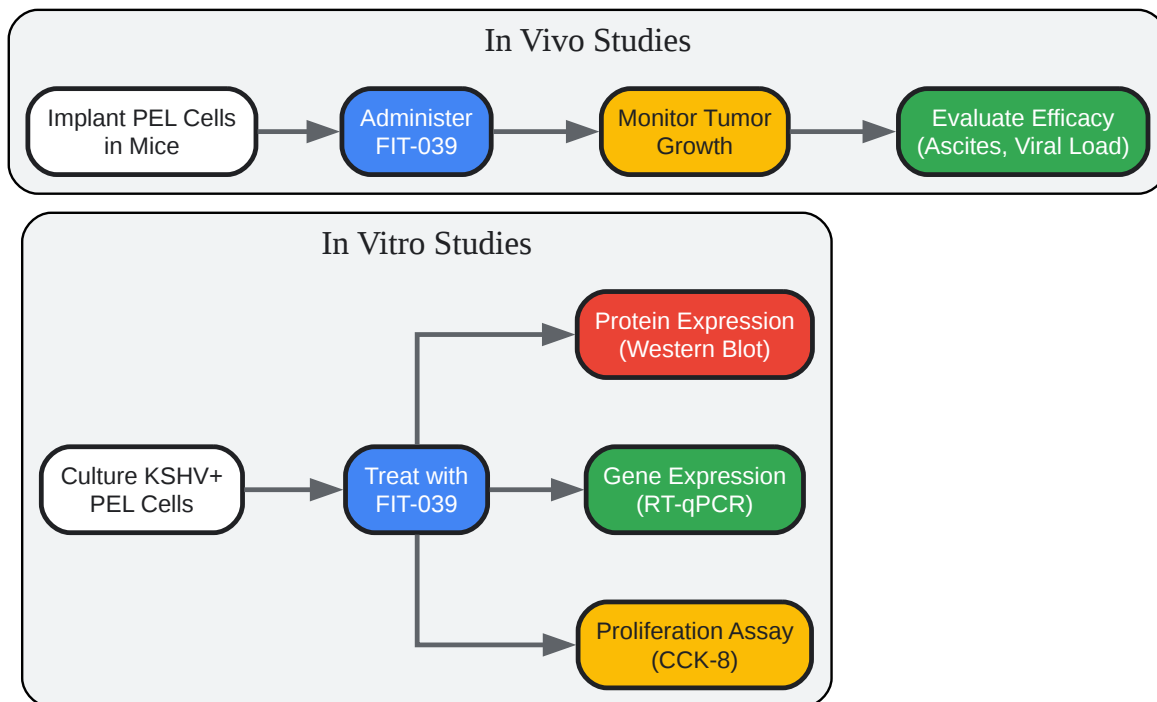 In Vivo Studies
Implant PEL Cells
in Mice
Administer
FIT-039
Monitor Tumor
Growth
Evaluate Efficacy
(Ascites, Viral Load)
In Vitro Studies
Protein Expression
(Western Blot)
Culture KSHV+
PEL Cells
Treat with
FIT-039
Gene Expression
(RT-qPCR)
Proliferation Assay
(CCK-8)